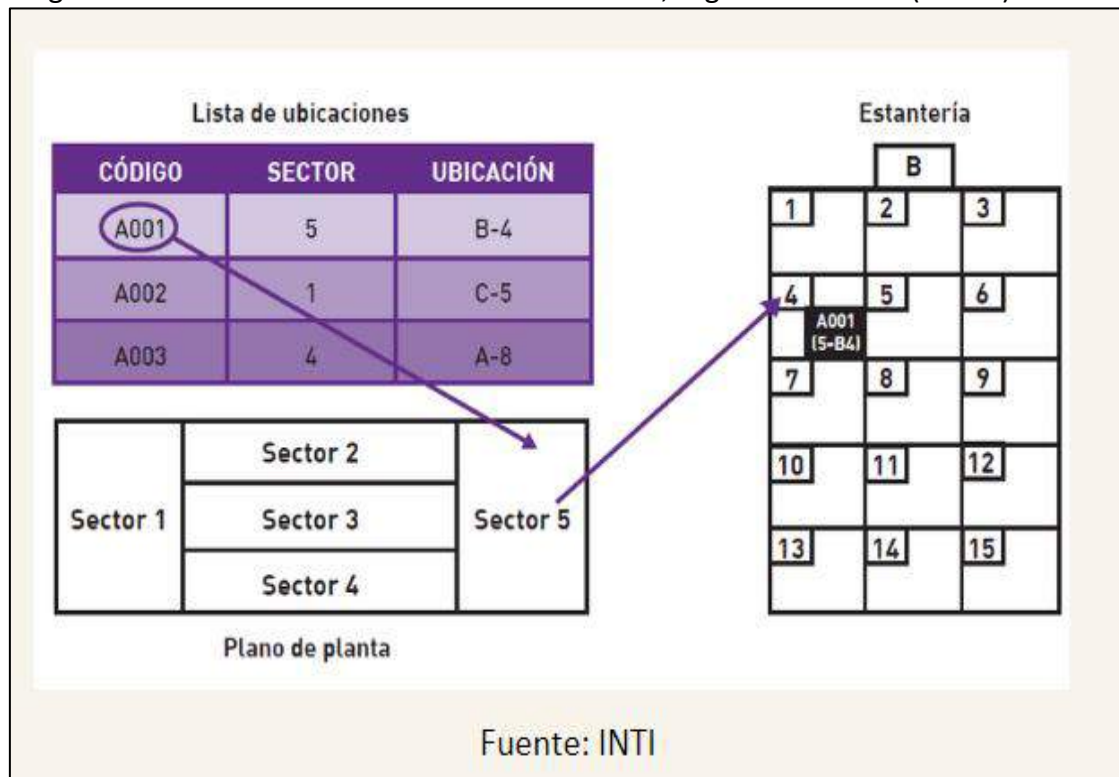 Lista de ubicaciones
CÓDIGO SECTOR UBICACIÓN
A001 5 B-4
A002 1 C-5
A003 4 A-8
Sector 1
Sector 2
Sector 3
Sector 4
Sector 5
Plano de planta
Estantería
B
1 2 3
4 5 6
A001
(5-B4)
7 8 9
10 11 12
13 14 15
Fuente: INTI